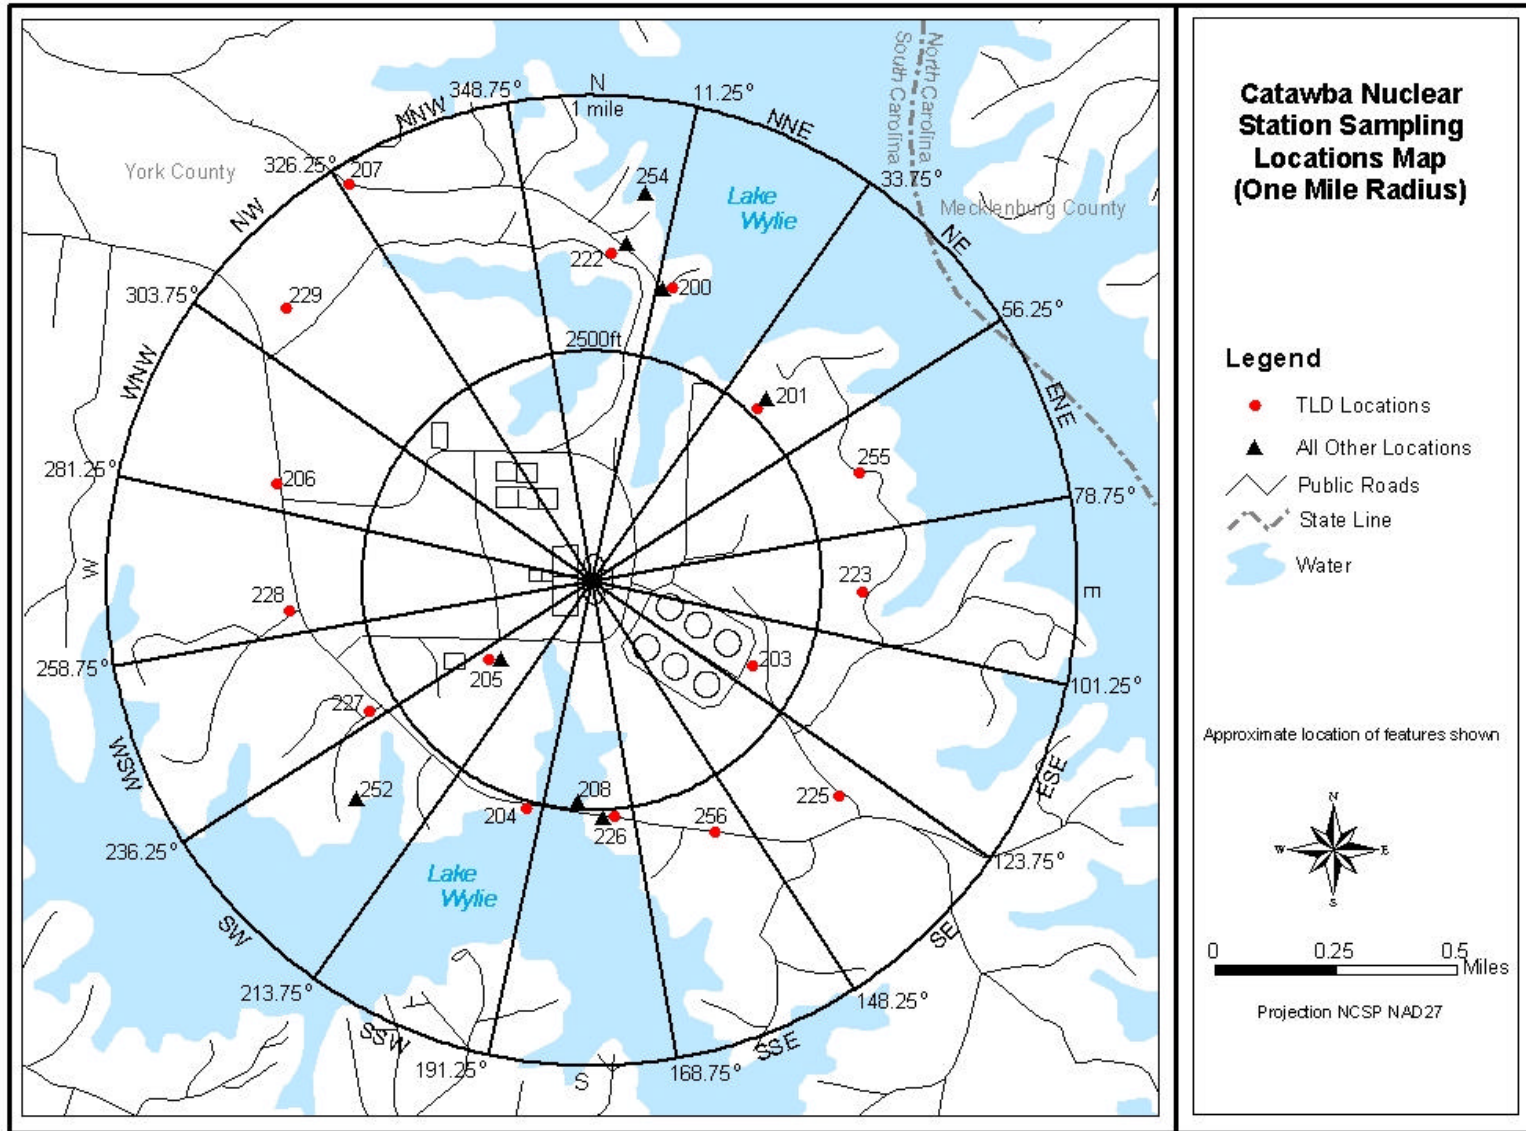 N
1 mile
348.75°
11.25°
NNW
NNE
North Carolina
South Carolina
York County
326.25°
207
254
33.75°
Lake
Wylie
Mecklenburg County
NW
NE
222
200
303.75°
229
56.25°
2500ft
WNW
ENE
201
255
281.25°
206
78.75°
W
E
228
223
258.75°
203
101.25°
205
227
WSW
ESE
252
208
225
204
226
256
236.25°
123.75°
Lake
Wylie
SW
SE
213.75°
148.25°
SSW
SSE
191.25°
S
168.75°
Catawba Nuclear
Station Sampling
Locations Map
(One Mile Radius)
Legend
TLD Locations
All Other Locations
Public Roads
State Line
Water
Approximate location of features shown
N
W
E
S
0 0.25 0.5
Miles
Projection NCSP NAD27